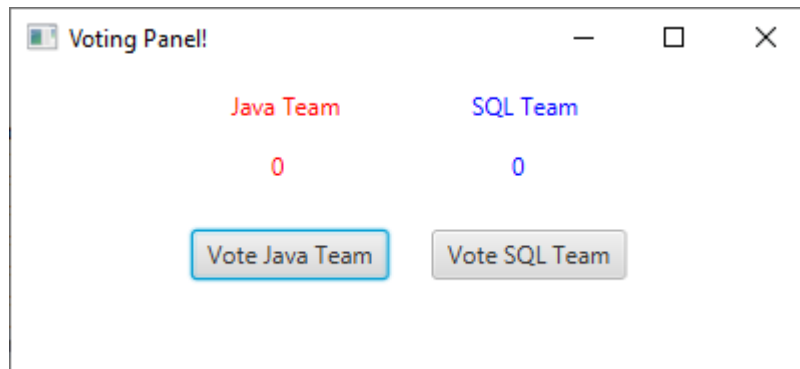 Voting Panel!
Java Team SQL Team
0 0
Vote Java Team Vote SQL Team